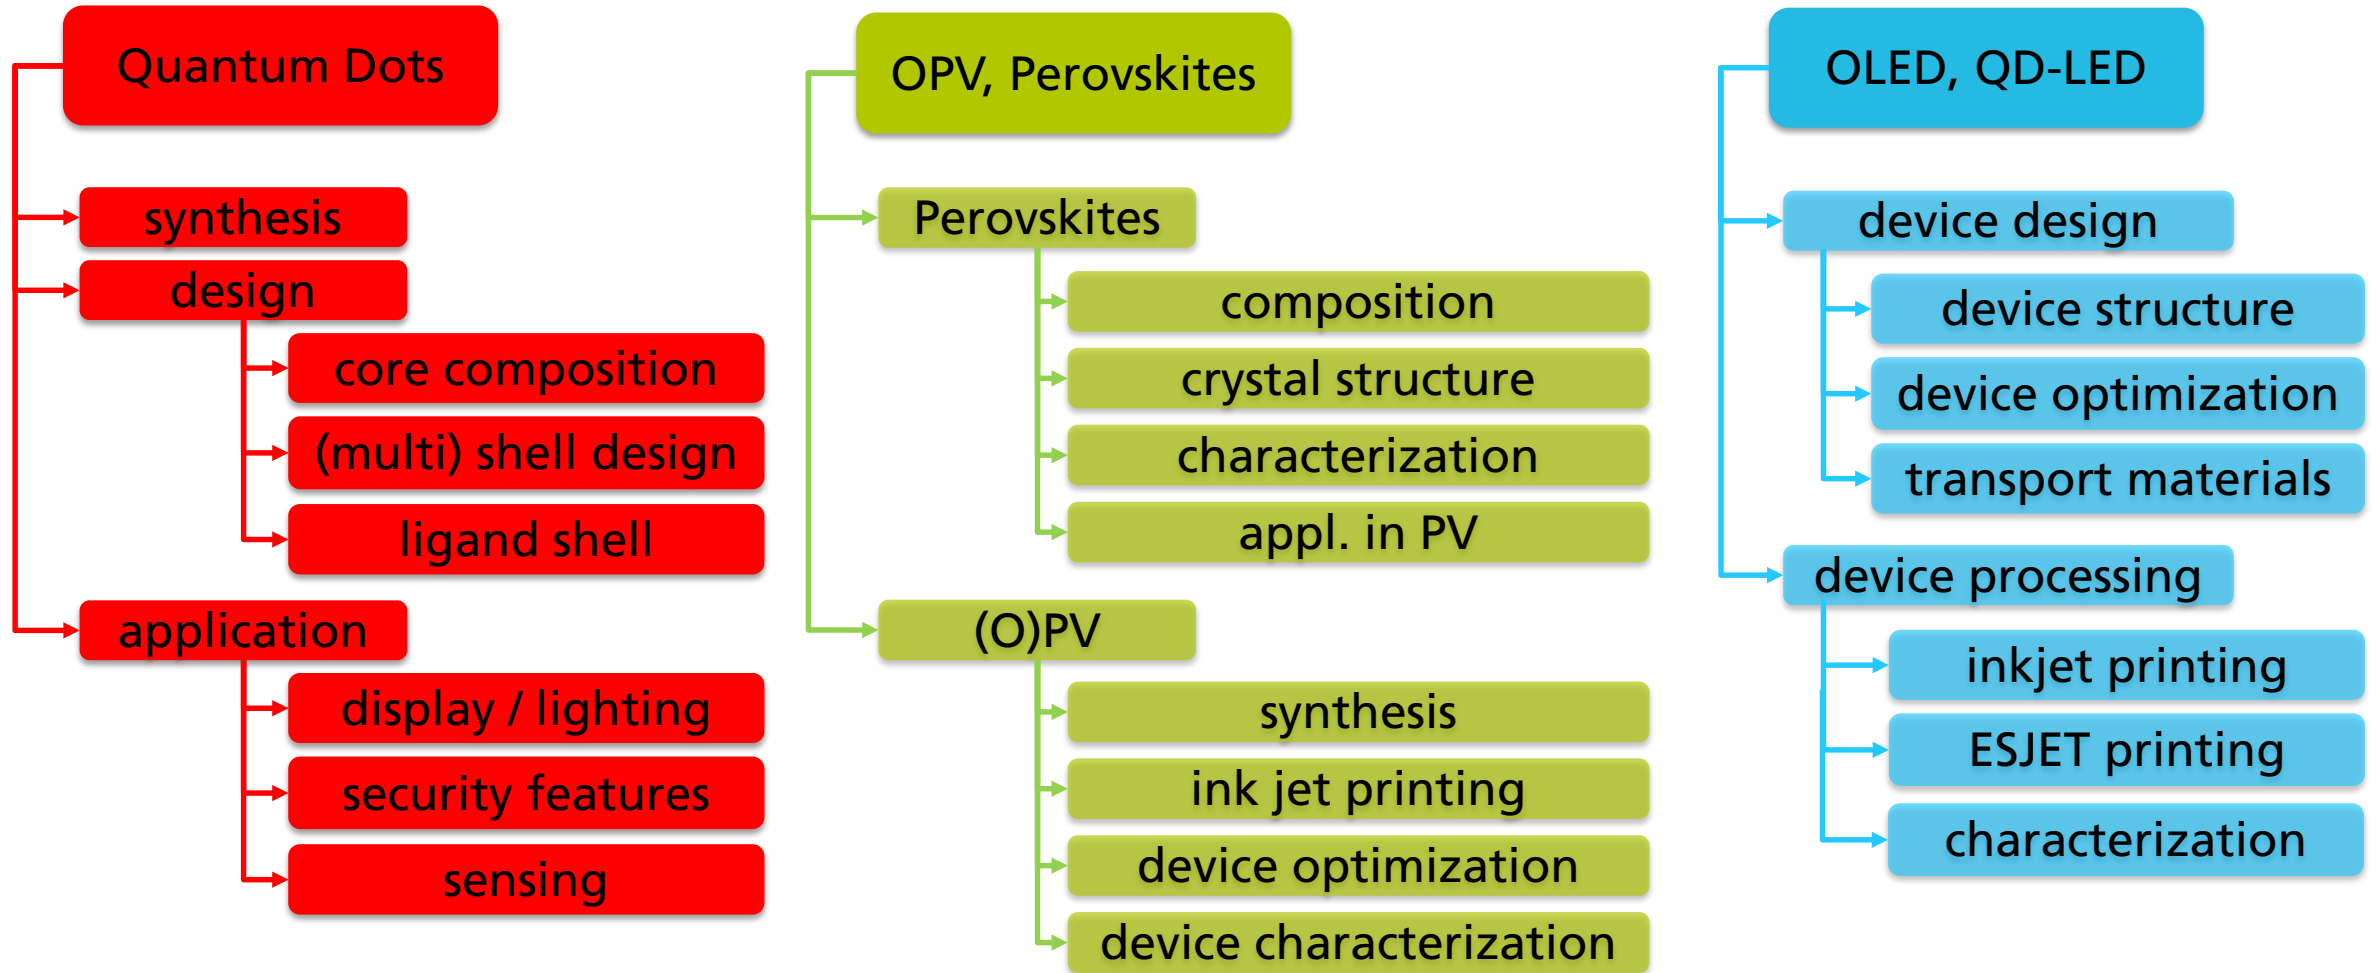 Quantum Dots
synthesis
design
core composition
(multi) shell design
ligand shell
application
display / lighting
security features
sensing
OPV, Perovskites
Perovskites
composition
crystal structure
characterization
appl. in PV
(O)PV
synthesis
ink jet printing
device optimization
device characterization
OLED, QD-LED
device design
device structure
device optimization
transport materials
device processing
inkjet printing
ESJET printing
characterization